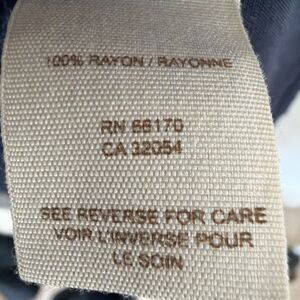 100% RAYON / RAYONNE
RN 66170
CA 32054
SEE REVERSE FOR CARE
VOIR L'INVERSE POUR
LE SOIN